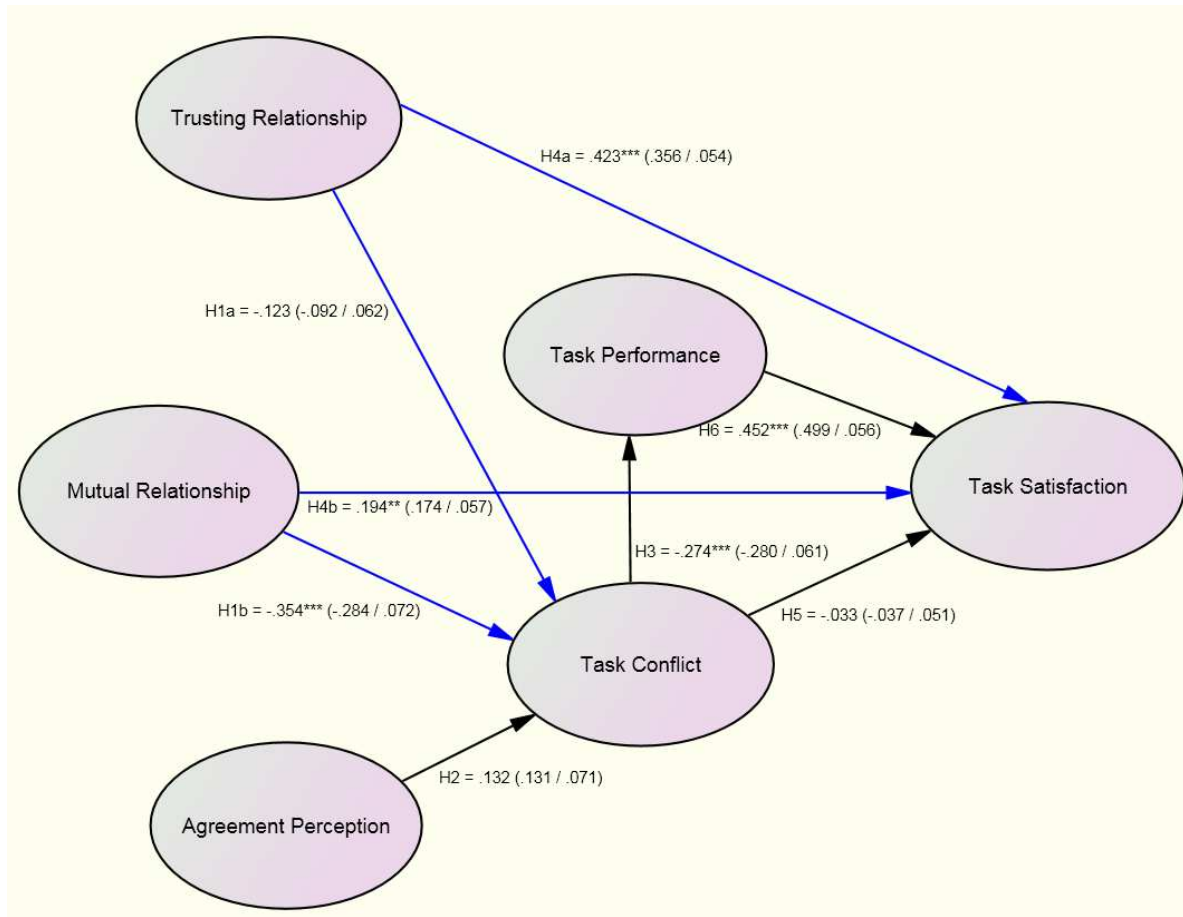 Trusting Relationship
H4a = .423*** (.356 / .054)
H1a = -.123 (-.092 / .062)
Task Performance
H6 = .452*** (.499 / .056)
Mutual Relationship
Task Satisfaction
H4b = .194** (.174 / .057)
H3 = -.274*** (-.280 / .061)
H1b = -.354*** (-.284 / .072)
H5 = -.033 (-.037 / .051)
Task Conflict
H2 = .132 (.131 / .071)
Agreement Perception